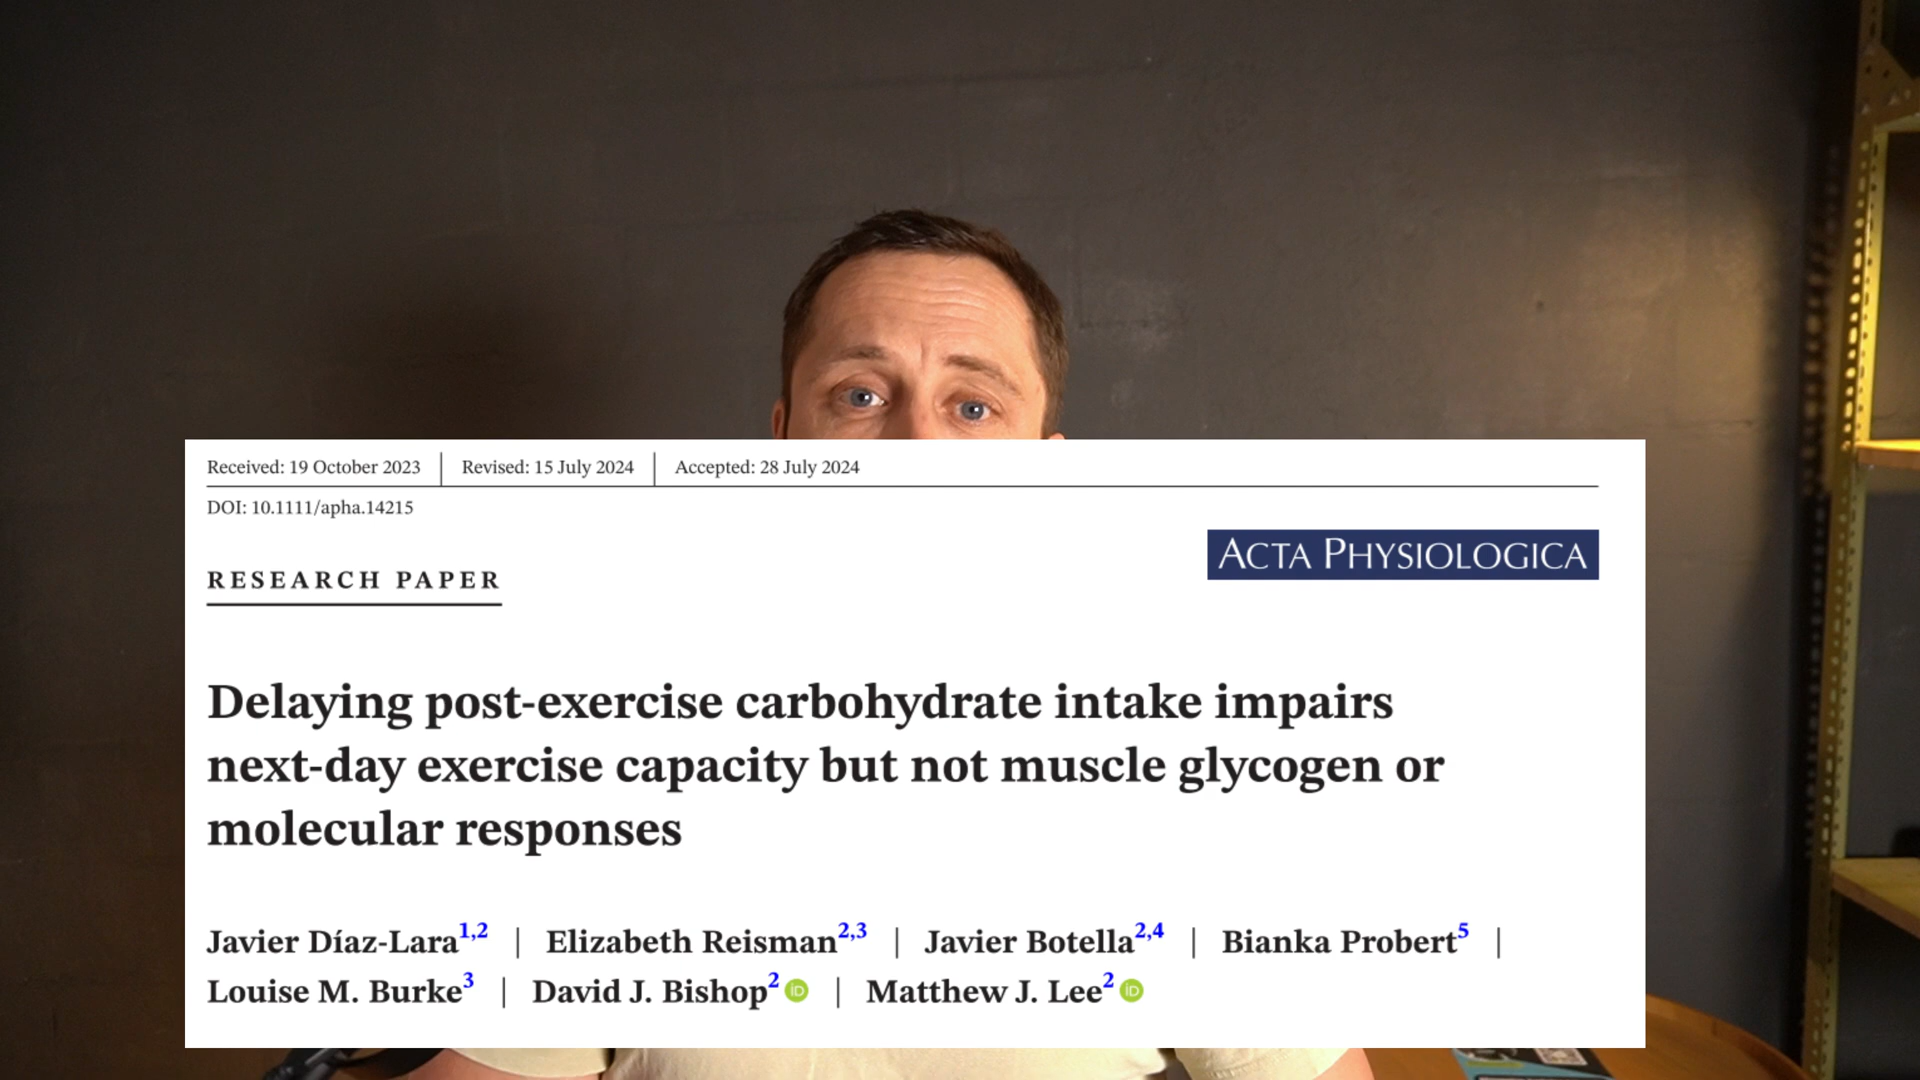 Received: 19 October 2023 | Revised: 15 July 2024 | Accepted: 28 July 2024
DOI: 10.1111/apha.14215
ACTA PHYSIOLOGICA
RESEARCH PAPER
Delaying post-exercise carbohydrate intake impairs
next-day exercise capacity but not muscle glycogen or
molecular responses
Javier Díaz-Lara1,2 | Elizabeth Reisman2,3 | Javier Botella2,4 | Bianka Probert5 |
Louise M. Burke3 | David J. Bishop2 iD | Matthew J. Lee2 iD